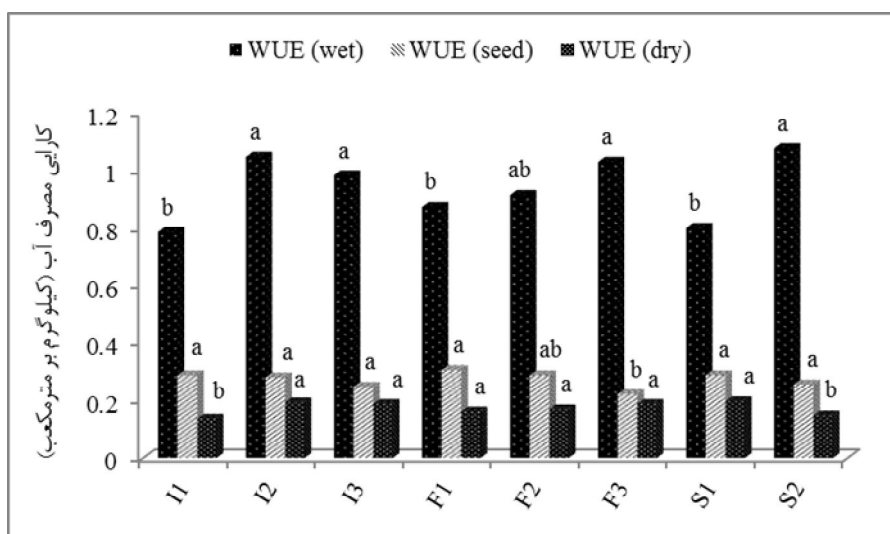 WUE (wet) WUE (seed) WUE (dry)
کارایی مصرف آب (کیلوگرم بر مترمکعب)
1.2
1
0.8
0.6
0.4
0.2
0
b a b
a a a
a a a
b a a
ab ab a
a b a
b a a
a a b
I1 I2 I3 F1 F2 F3 S1 S2